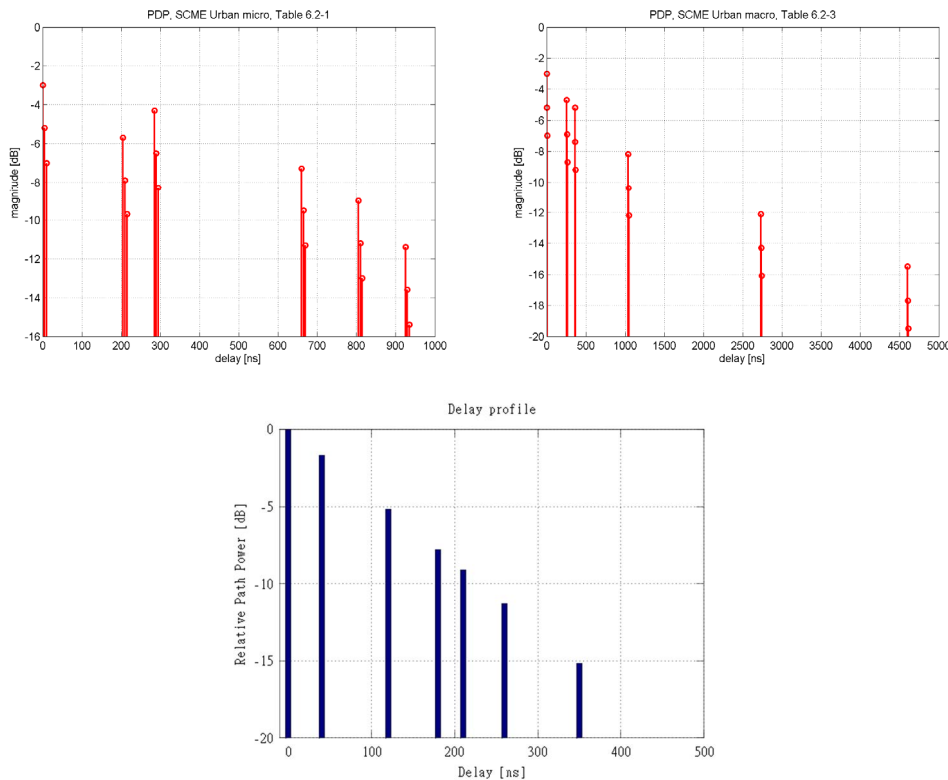 PDP, SCME Urban micro, Table 6.2-1
0
-2
-4
-6
-8
-10
-12
-14
-16
magnitude [dB]
0 100 200 300 400 500 600 700 800 900 1000
delay [ns]
PDP, SCME Urban macro, Table 6.2-3
0
-2
-4
-6
-8
-10
-12
-14
-16
-18
-20
magnitude [dB]
0 500 1000 1500 2000 2500 3000 3500 4000 4500 5000
delay [ns]
Delay profile
0
-5
-10
-15
-20
Relative Path Power [dB]
0 100 200 300 400 500
Delay [ns]